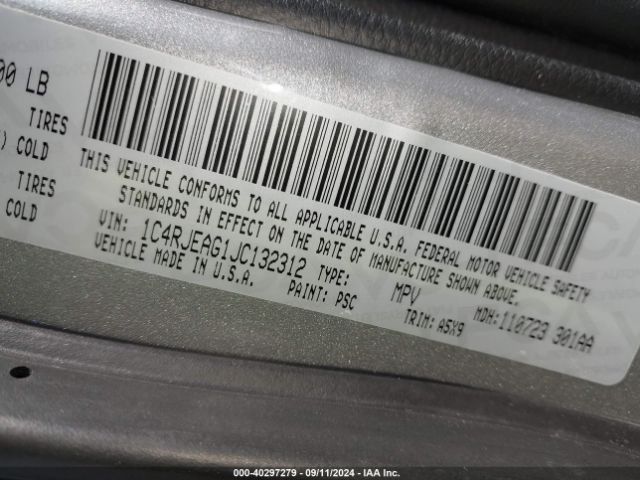 00 LB
TIRES
) COLD
TIRES
COLD
THIS VEHICLE CONFORMS TO ALL APPLICABLE U.S.A. FEDERAL MOTOR VEHICLE SAFETY
STANDARDS IN EFFECT ON THE DATE OF MANUFACTURE SHOWN ABOVE.
VIN: 1C4RJEAG1JC132312 TYPE: MPV MDH:110723 301AA
VEHICLE MADE IN U.S.A. PAINT: PSC TRIM: A5X9
000-40297279 - 09/11/2024 - IAA Inc.